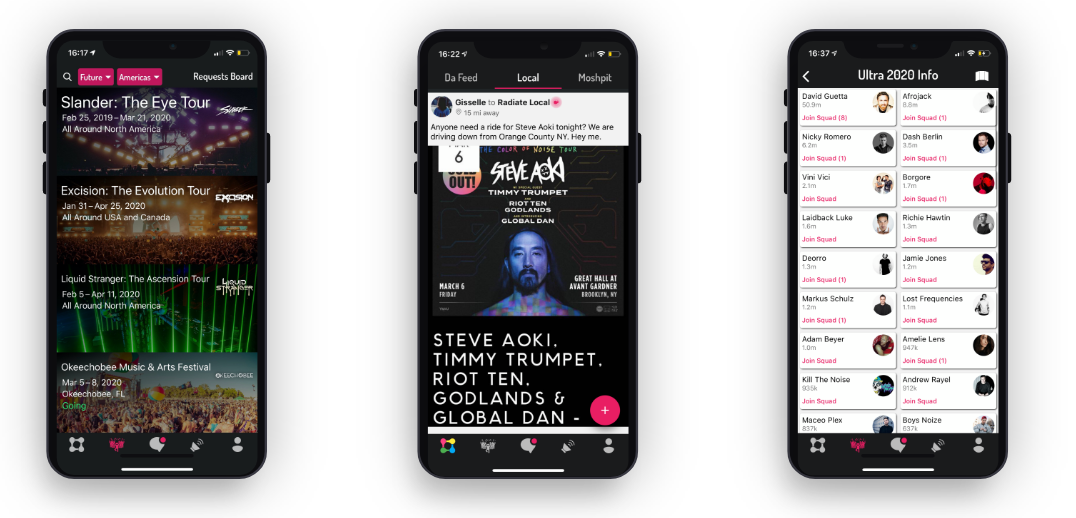 16:17
Future
Americas
Requests Board
Slander: The Eye Tour
SLANDER
Feb 25, 2019 – Mar 21, 2020
All Around North America
Excision: The Evolution Tour
EXCISION
Jan 31 – Apr 25, 2020
All Around USA and Canada
Liquid Stranger: The Ascension Tour
LIQUID
STRANGER
Feb 5 – Apr 11, 2020
All Around North America
Okeechobee Music & Arts Festival
OKEECHOBEE
Mar 5 – 8, 2020
Okeechobee, FL
Going
16:22
Da Feed
Local
Moshpit
Gisselle to Radiate Local
15 mi away
Anyone need a ride for Steve Aoki tonight? We are
driving down from Orange County NY. Hey me.
6
THE COLOR OF NOISE TOUR
SOLD
OUT!
STEVE AOKI
TIMMY TRUMPET
RIOT TEN
GODLANDS
GLOBAL DAN
MARCH 6
FRIDAY
GREAT HALL AT
AVANT GARDNER
BROOKLYN, NY
STEVE AOKI,
TIMMY TRUMPET,
RIOT TEN,
GODLANDS &
GLOBAL DAN -
16:37
Ultra 2020 Info
David Guetta
50.9m
Join Squad (8)
Afrojack
8.8m
Join Squad (1)
Nicky Romero
6.2m
Join Squad (1)
Dash Berlin
3.5m
Join Squad (1)
Vini Vici
2.1m
Join Squad
Borgore
1.7m
Join Squad (1)
Laidback Luke
1.6m
Join Squad
Richie Hawtin
1.3m
Join Squad
Deorro
1.3m
Join Squad (1)
Jamie Jones
1.2m
Join Squad
Markus Schulz
1.2m
Join Squad (1)
Lost Frequencies
1.1m
Join Squad
Adam Beyer
1.0m
Join Squad
Amelie Lens
947k
Join Squad (1)
Kill The Noise
935k
Join Squad
Andrew Rayel
912k
Join Squad
Maceo Plex
837k
Boys Noize
637k